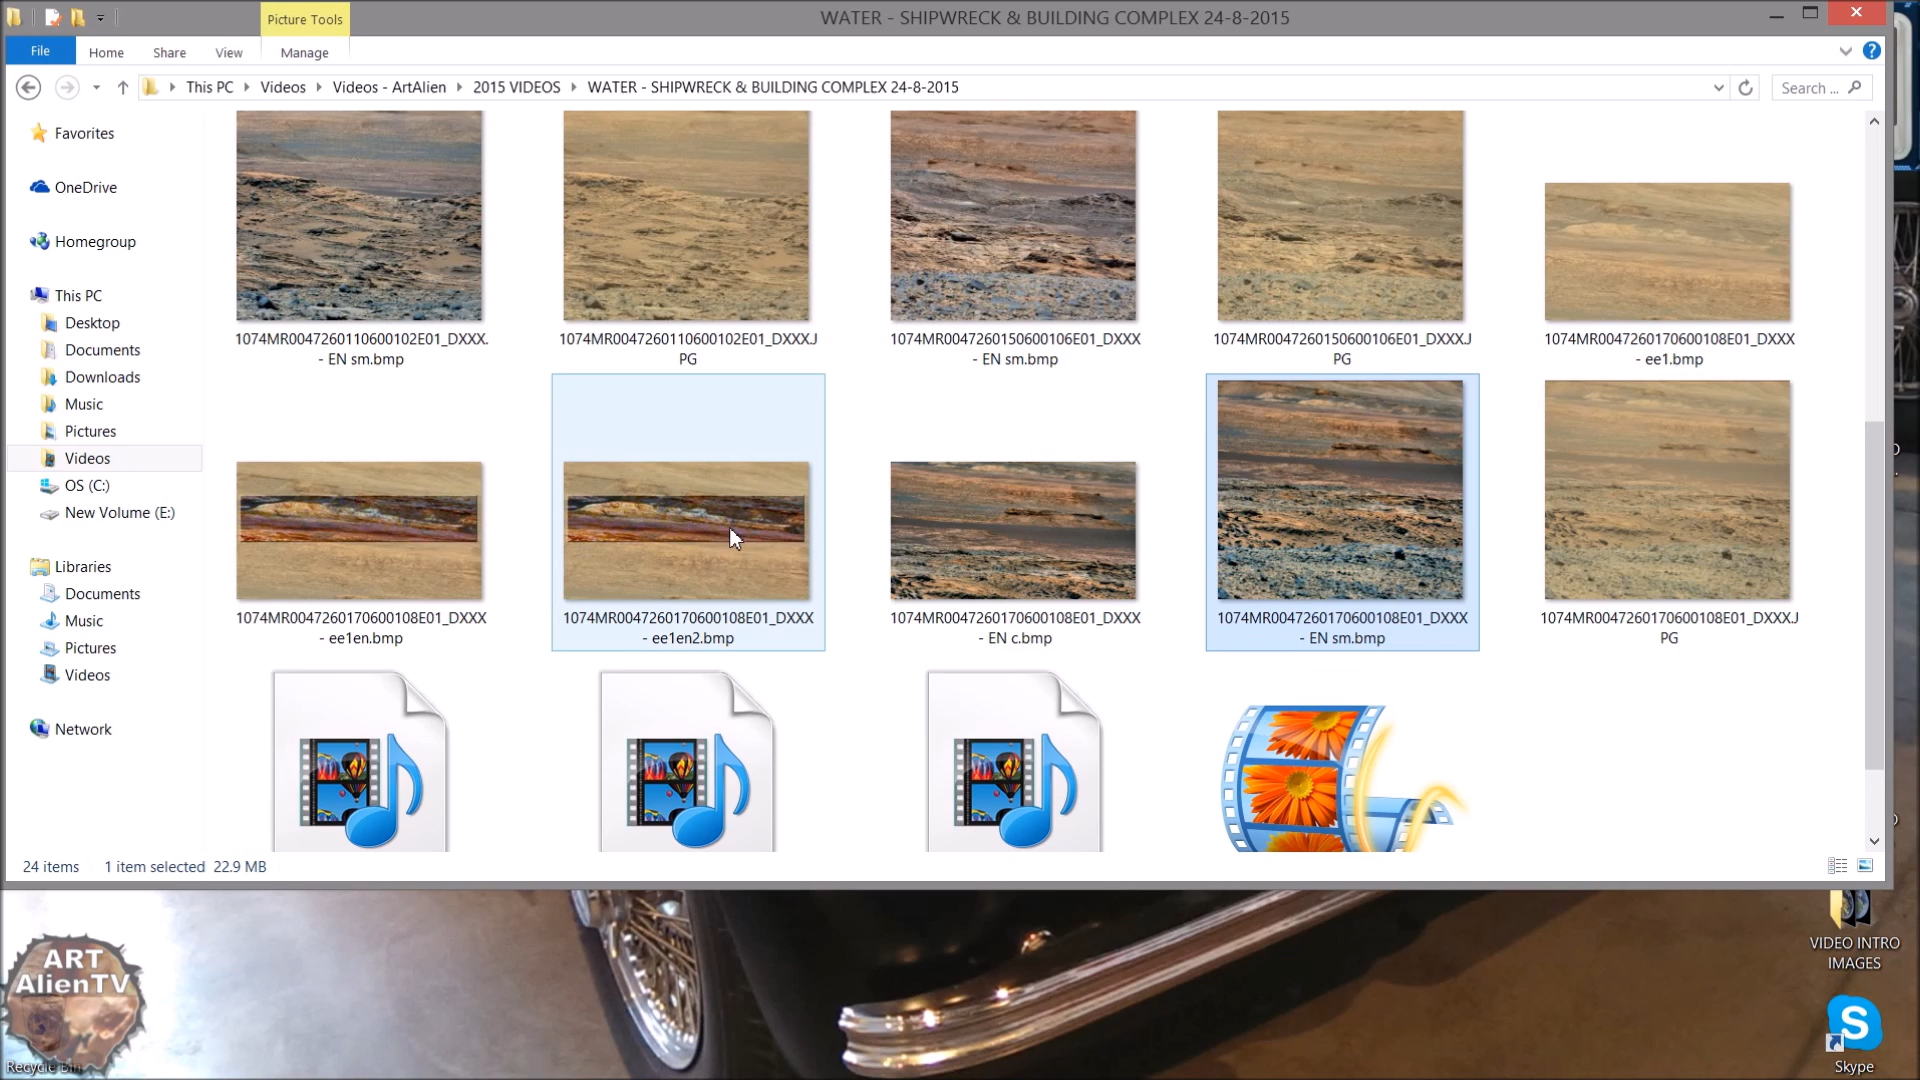 Picture Tools
WATER - SHIPWRECK & BUILDING COMPLEX 24-8-2015
File
Home
Share
View
Manage
This PC
Videos
Videos - ArtAlien
2015 VIDEOS
WATER - SHIPWRECK & BUILDING COMPLEX 24-8-2015
Search ...
Favorites
OneDrive
Homegroup
This PC
Desktop
Documents
Downloads
Music
Pictures
Videos
OS (C:)
New Volume (E:)
Libraries
Documents
Music
Pictures
Videos
Network
1074MR0047260110600102E01_DXXX.
- EN sm.bmp
1074MR0047260110600102E01_DXXX.J
PG
1074MR0047260150600106E01_DXXX
- EN sm.bmp
1074MR0047260150600106E01_DXXX.J
PG
1074MR0047260170600108E01_DXXX
- ee1.bmp
1074MR0047260170600108E01_DXXX
- ee1en.bmp
1074MR0047260170600108E01_DXXX
- ee1en2.bmp
1074MR0047260170600108E01_DXXX
- EN c.bmp
1074MR0047260170600108E01_DXXX
- EN sm.bmp
1074MR0047260170600108E01_DXXX.J
PG
24 items
1 item selected 22.9 MB
ART
AlienTV
Recycle Bin
VIDEO INTRO
IMAGES
Skype